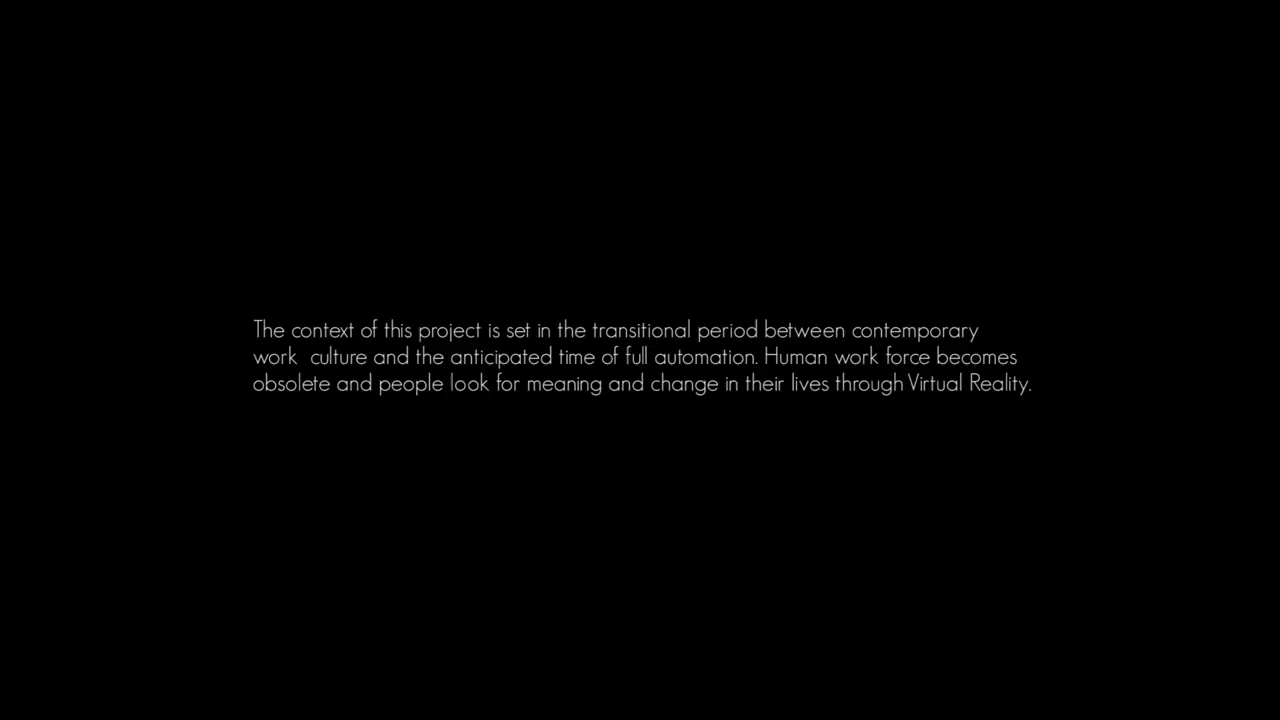 The context of this project is set in the transitional period between contemporary
work  culture and the anticipated time of full automation. Human work force becomes
obsolete and people look for meaning and change in their lives through Virtual Reality.